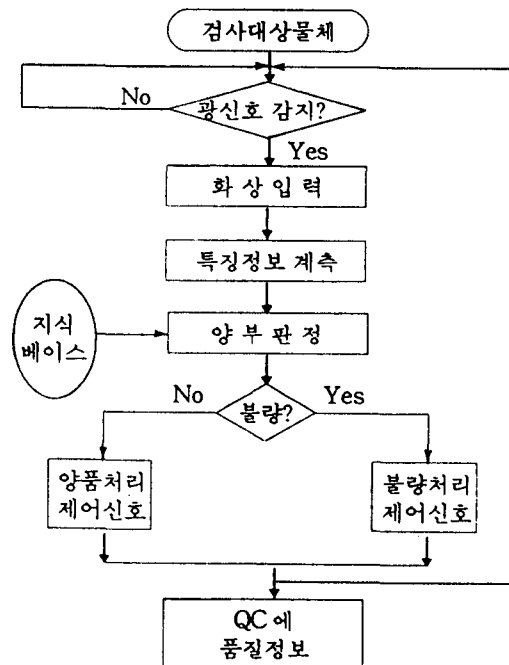 검사대상물체
No
광신호 감지?
Yes
화 상 입 력
특징정보 계측
지식
베이스
양 부 판 정
No
불량?
Yes
양품처리
제어신호
불량처리
제어신호
QC 에
품질정보